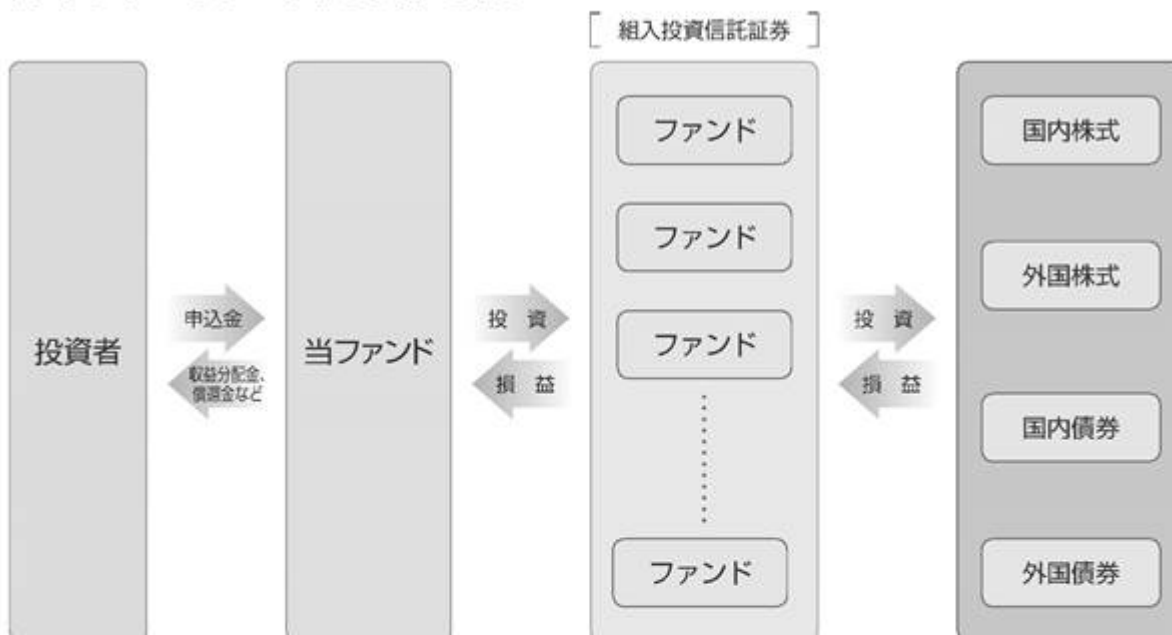 組入投資信託証券
投資者
申込金
収益分配金、
償還金など
当ファンド
投 資
損 益
ファンド
ファンド
ファンド
ファンド
投 資
損 益
国内株式
外国株式
国内債券
外国債券